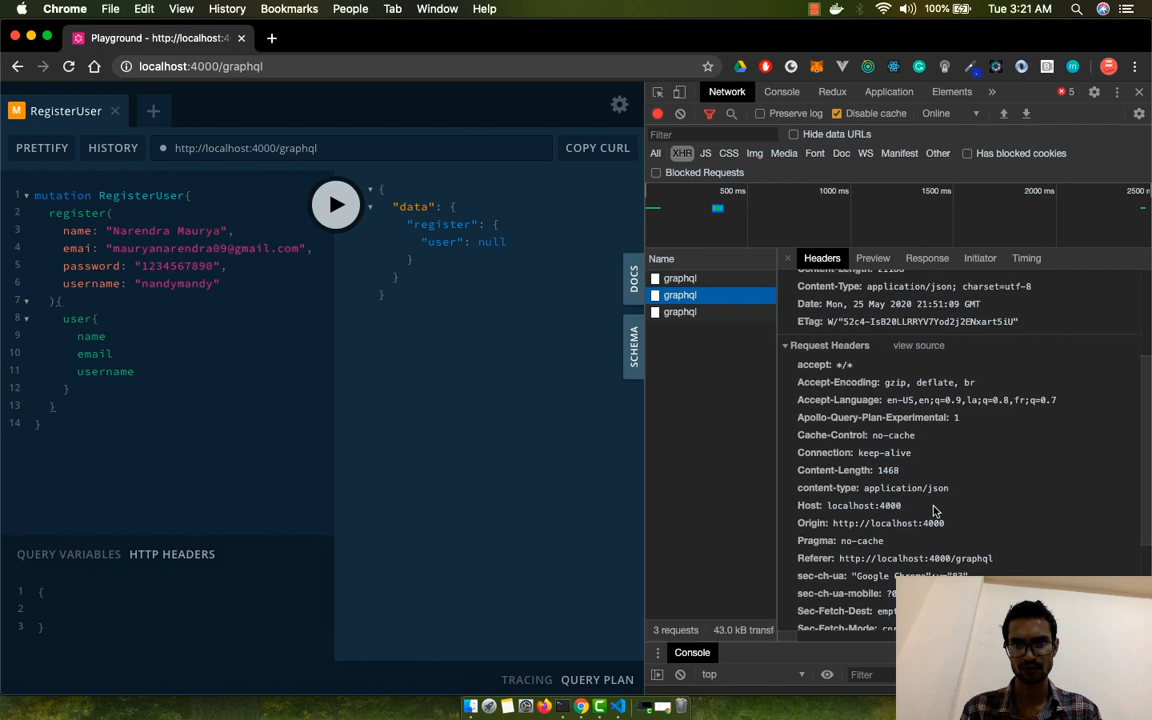 Chrome File Edit View History Bookmarks People Tab Window Help 100% Tue 3:21 AM
Playground - http://localhost:4
localhost:4000/graphql
M RegisterUser
PRETTIFY HISTORY http://localhost:4000/graphql COPY CURL
1 mutation RegisterUser{
2 register(
3 name: "Narendra Maurya",
4 emai: "mauryanarendra09@gmail.com",
5 password: "1234567890",
6 username: "nandymandy"
7 ){
8 user{
9 name
10 email
11 username
12 }
13 }
14 }
{
"data": {
"register": {
"user": null
}
}
}
DOCS
SCHEMA
QUERY VARIABLES HTTP HEADERS
1 {
2
3 }
TRACING QUERY PLAN
Network Console Redux Application Elements » 5
Preserve log Disable cache Online
Filter Hide data URLs
All XHR JS CSS Img Media Font Doc WS Manifest Other Has blocked cookies
Blocked Requests
500 ms 1000 ms 1500 ms 2000 ms 2500
Name
graphql
graphql
graphql
3 requests 43.0 kB transf
Headers Preview Response Initiator Timing
Content-Type: application/json; charset=utf-8
Date: Mon, 25 May 2020 21:51:09 GMT
ETag: W/"52c4-IsB20LLRRYV7Yod2j2ENxart5iU"
Request Headers view source
accept: */*
Accept-Encoding: gzip, deflate, br
Accept-Language: en-US,en;q=0.9,la;q=0.8,fr;q=0.7
Apollo-Query-Plan-Experimental: 1
Cache-Control: no-cache
Connection: keep-alive
Content-Length: 1468
content-type: application/json
Host: localhost:4000
Origin: http://localhost:4000
Pragma: no-cache
Referer: http://localhost:4000/graphql
sec-ch-ua: "Google
sec-ch-ua-mobile: ?0
Sec-Fetch-Dest:
Sec-Fetch-Mode:
Console
top Filter